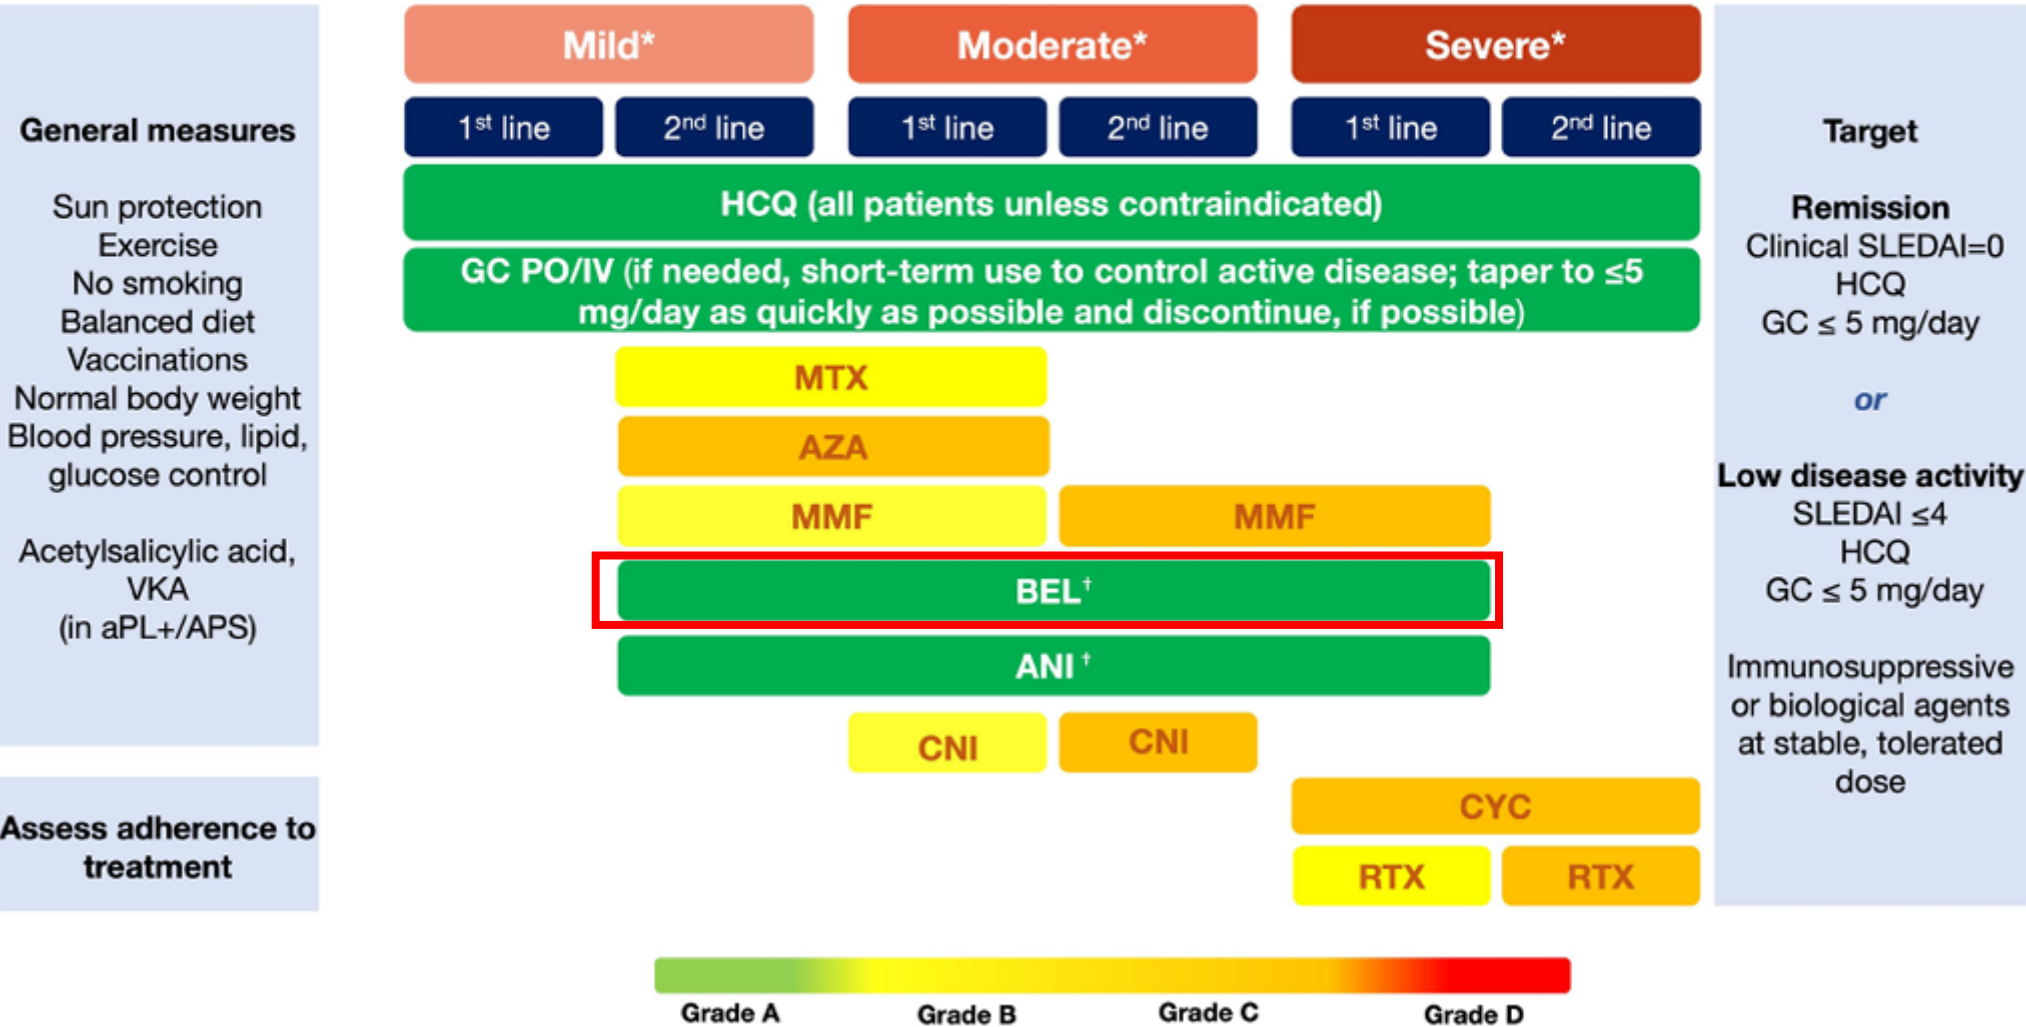 General measures
Sun protection
Exercise
No smoking
Balanced diet
Vaccinations
Normal body weight
Blood pressure, lipid,
glucose control
Acetylsalicylic acid,
VKA
(in aPL+/APS)
Assess adherence to
treatment
Mild*
Moderate*
Severe*
1st line
2nd line
1st line
2nd line
1st line
2nd line
HCQ (all patients unless contraindicated)
GC PO/IV (if needed, short-term use to control active disease; taper to ≤5
mg/day as quickly as possible and discontinue, if possible)
MTX
AZA
MMF
MMF
BEL†
ANI †
CNI
CNI
CYC
RTX
RTX
Target
Remission
Clinical SLEDAI=0
HCQ
GC ≤ 5 mg/day
or
Low disease activity
SLEDAI ≤4
HCQ
GC ≤ 5 mg/day
Immunosuppressive
or biological agents
at stable, tolerated
dose
Grade A
Grade B
Grade C
Grade D